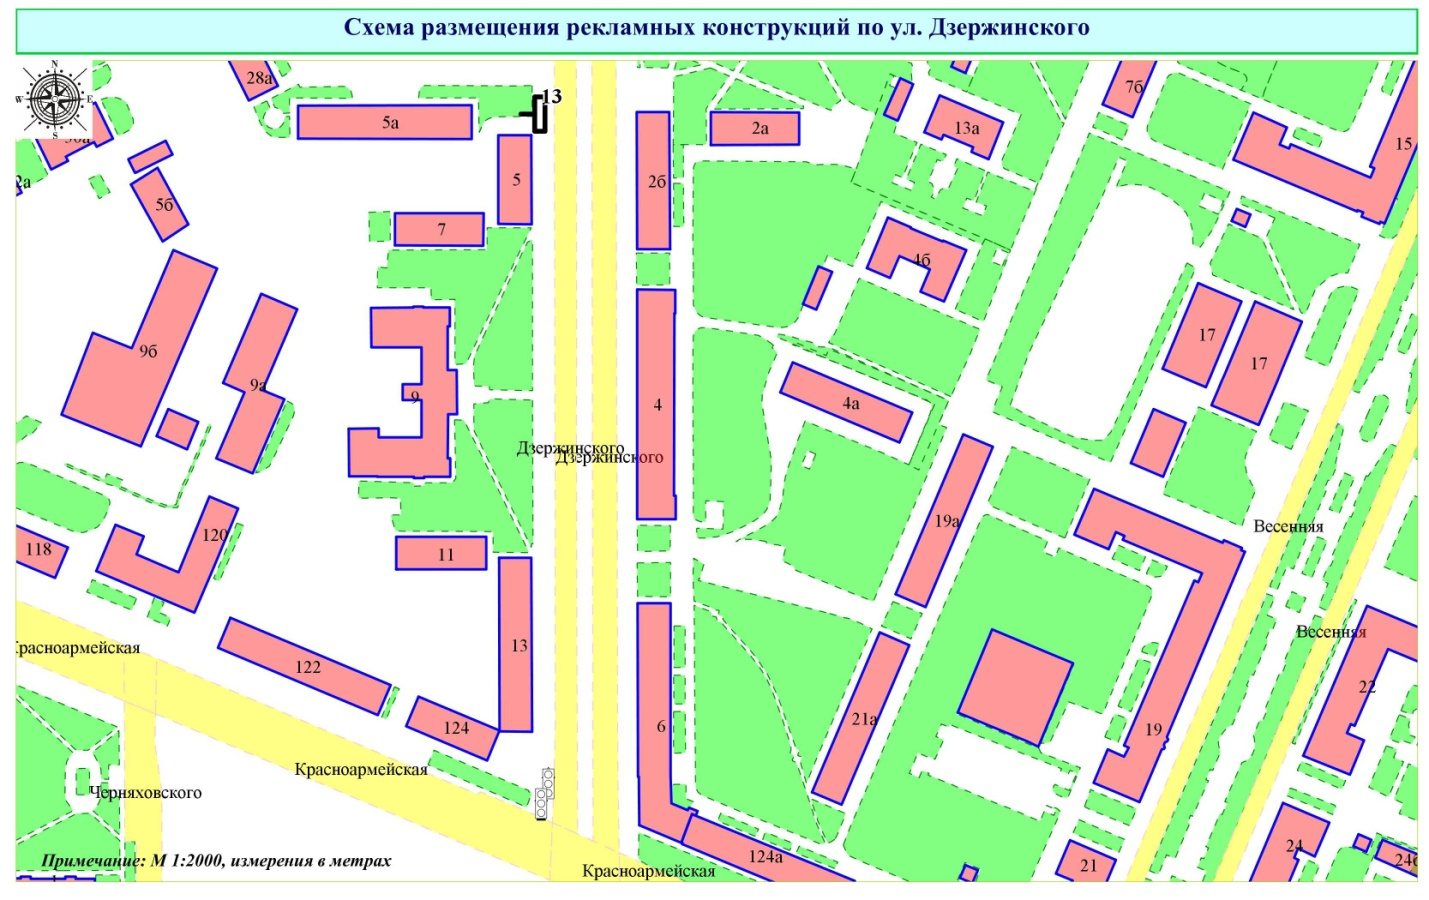 Схема размещения рекламных конструкций по ул. Дзержинского
N
W
E
S
28а
5а
13
2а
13а
7б
15
2а
5б
5
2б
7
4б
9б
9а
9
4
4а
17
17
Дзержинского
Дзержинского
118
120
11
19а
Весенняя
Весенняя
Красноармейская
122
13
124
6
21а
19
22
Красноармейская
Черняховского
Примечание: М 1:2000, измерения в метрах
Красноармейская
124а
21
24